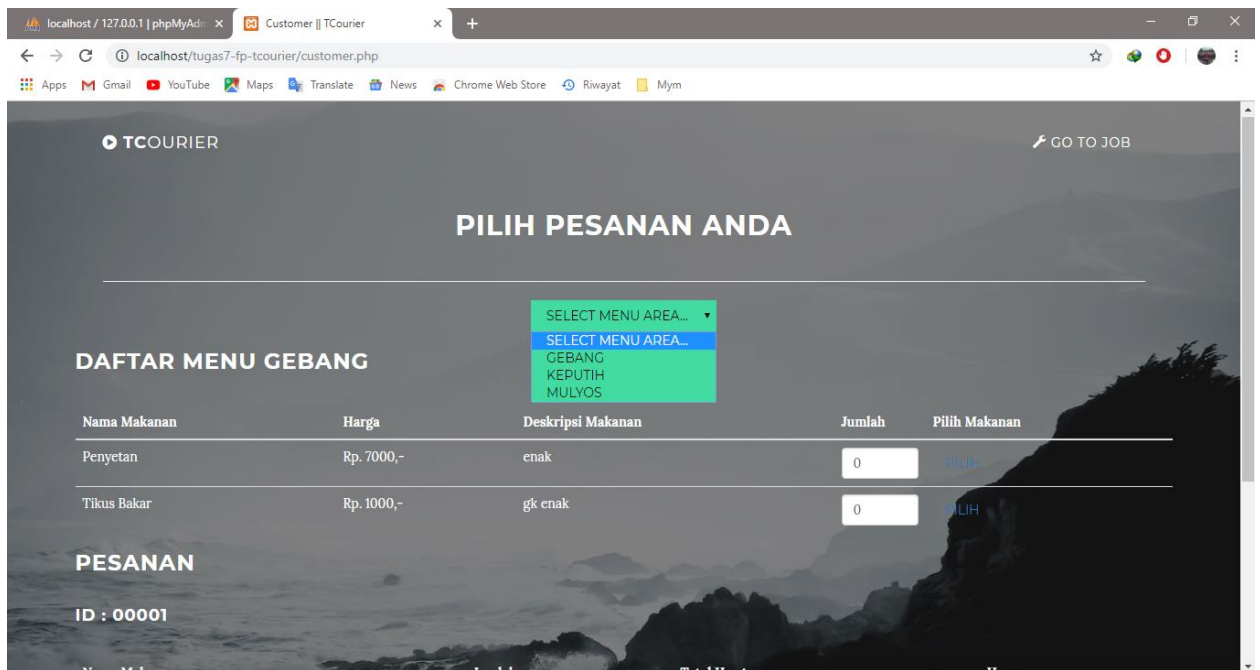 localhost / 127.0.0.1 | phpMyAdm
Customer || TCourier
localhost/tugas7-fp-tcourier/customer.php
Apps Gmail YouTube Maps Translate News Chrome Web Store Riwayat Mym
TCOURIER
GO TO JOB
PILIH PESANAN ANDA
SELECT MENU AREA...
SELECT MENU AREA...
GEBANG
KEPUTIH
MULYOS
DAFTAR MENU GEBANG
Nama Makanan Harga Deskripsi Makanan Jumlah Pilih Makanan
Penyetan Rp. 7000,- enak 0 PILIH
Tikus Bakar Rp. 1000,- gk enak 0 PILIH
PESANAN
ID : 00001